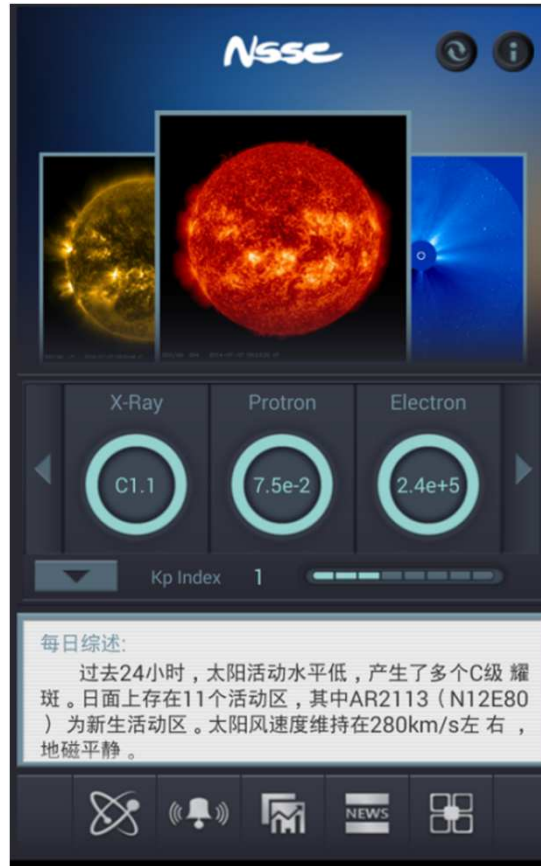 Nssc
X-Ray
Protron
Electron
C1.1
7.5e-2
2.4e+5
Kp Index 1
每日综述:
过去24小时，太阳活动水平低，产生了多个C级 耀
斑。日面上存在11个活动区，其中AR2113（N12E80
）为新生活动区。太阳风速度维持在280km/s左 右，
地磁平静。
NEWS